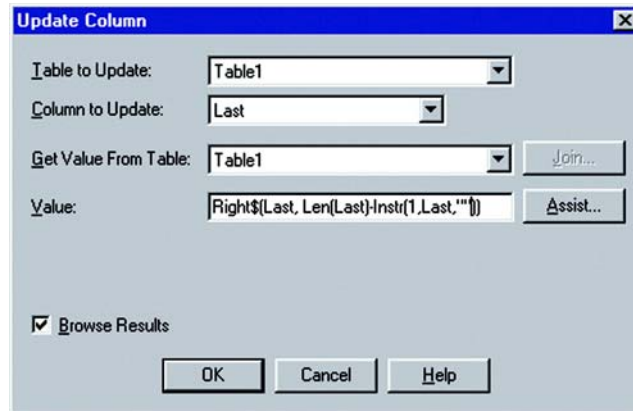 Update Column
Table to Update: Table1
Column to Update: Last
Get Value From Table: Table1 Join...
Value: Right$(Last, Len(Last)-Instr(1,Last,'"')) Assist...
Browse Results
OK Cancel Help